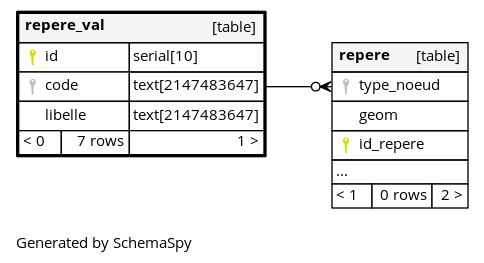 repere_val [table]
id serial[10]
code text[2147483647]
libelle text[2147483647]
< 0 7 rows 1 >
repere [table]
type_noeud
geom
id_repere
...
< 1 0 rows 2 >
Generated by SchemaSpy